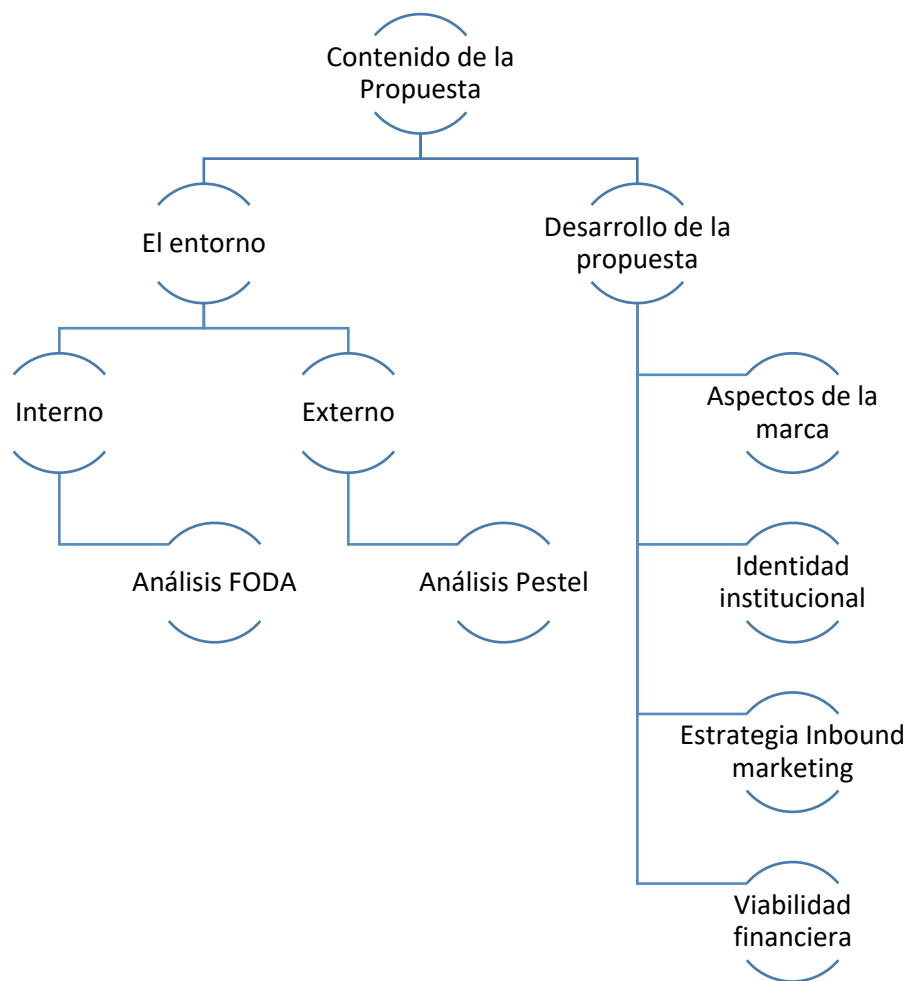 Contenido de la
Propuesta
El entorno
Desarrollo de la
propuesta
Interno
Externo
Aspectos de la
marca
Análisis FODA
Análisis Pestel
Identidad
institucional
Estrategia Inbound
marketing
Viabilidad
financiera